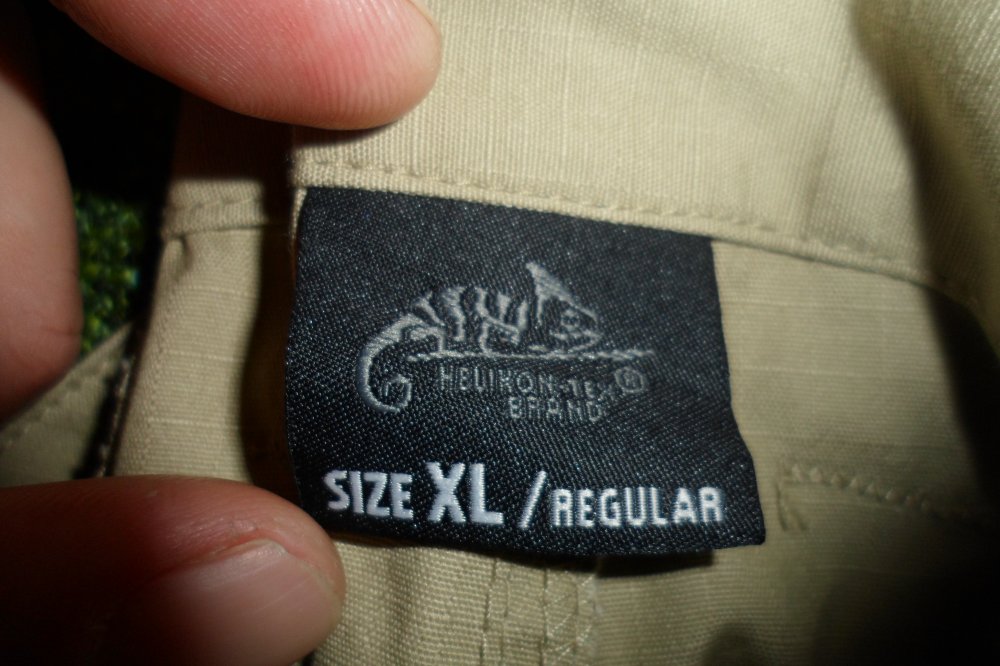 HELIKON-TEX®
BRAND
SIZE XL / REGULAR